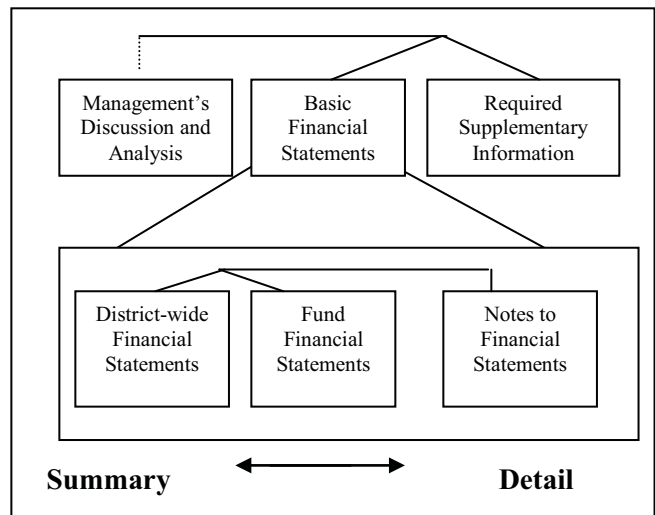 Management’s
Discussion and
Analysis
Basic
Financial
Statements
Required
Supplementary
Information
District-wide
Financial
Statements
Fund
Financial
Statements
Notes to
Financial
Statements
Summary
Detail